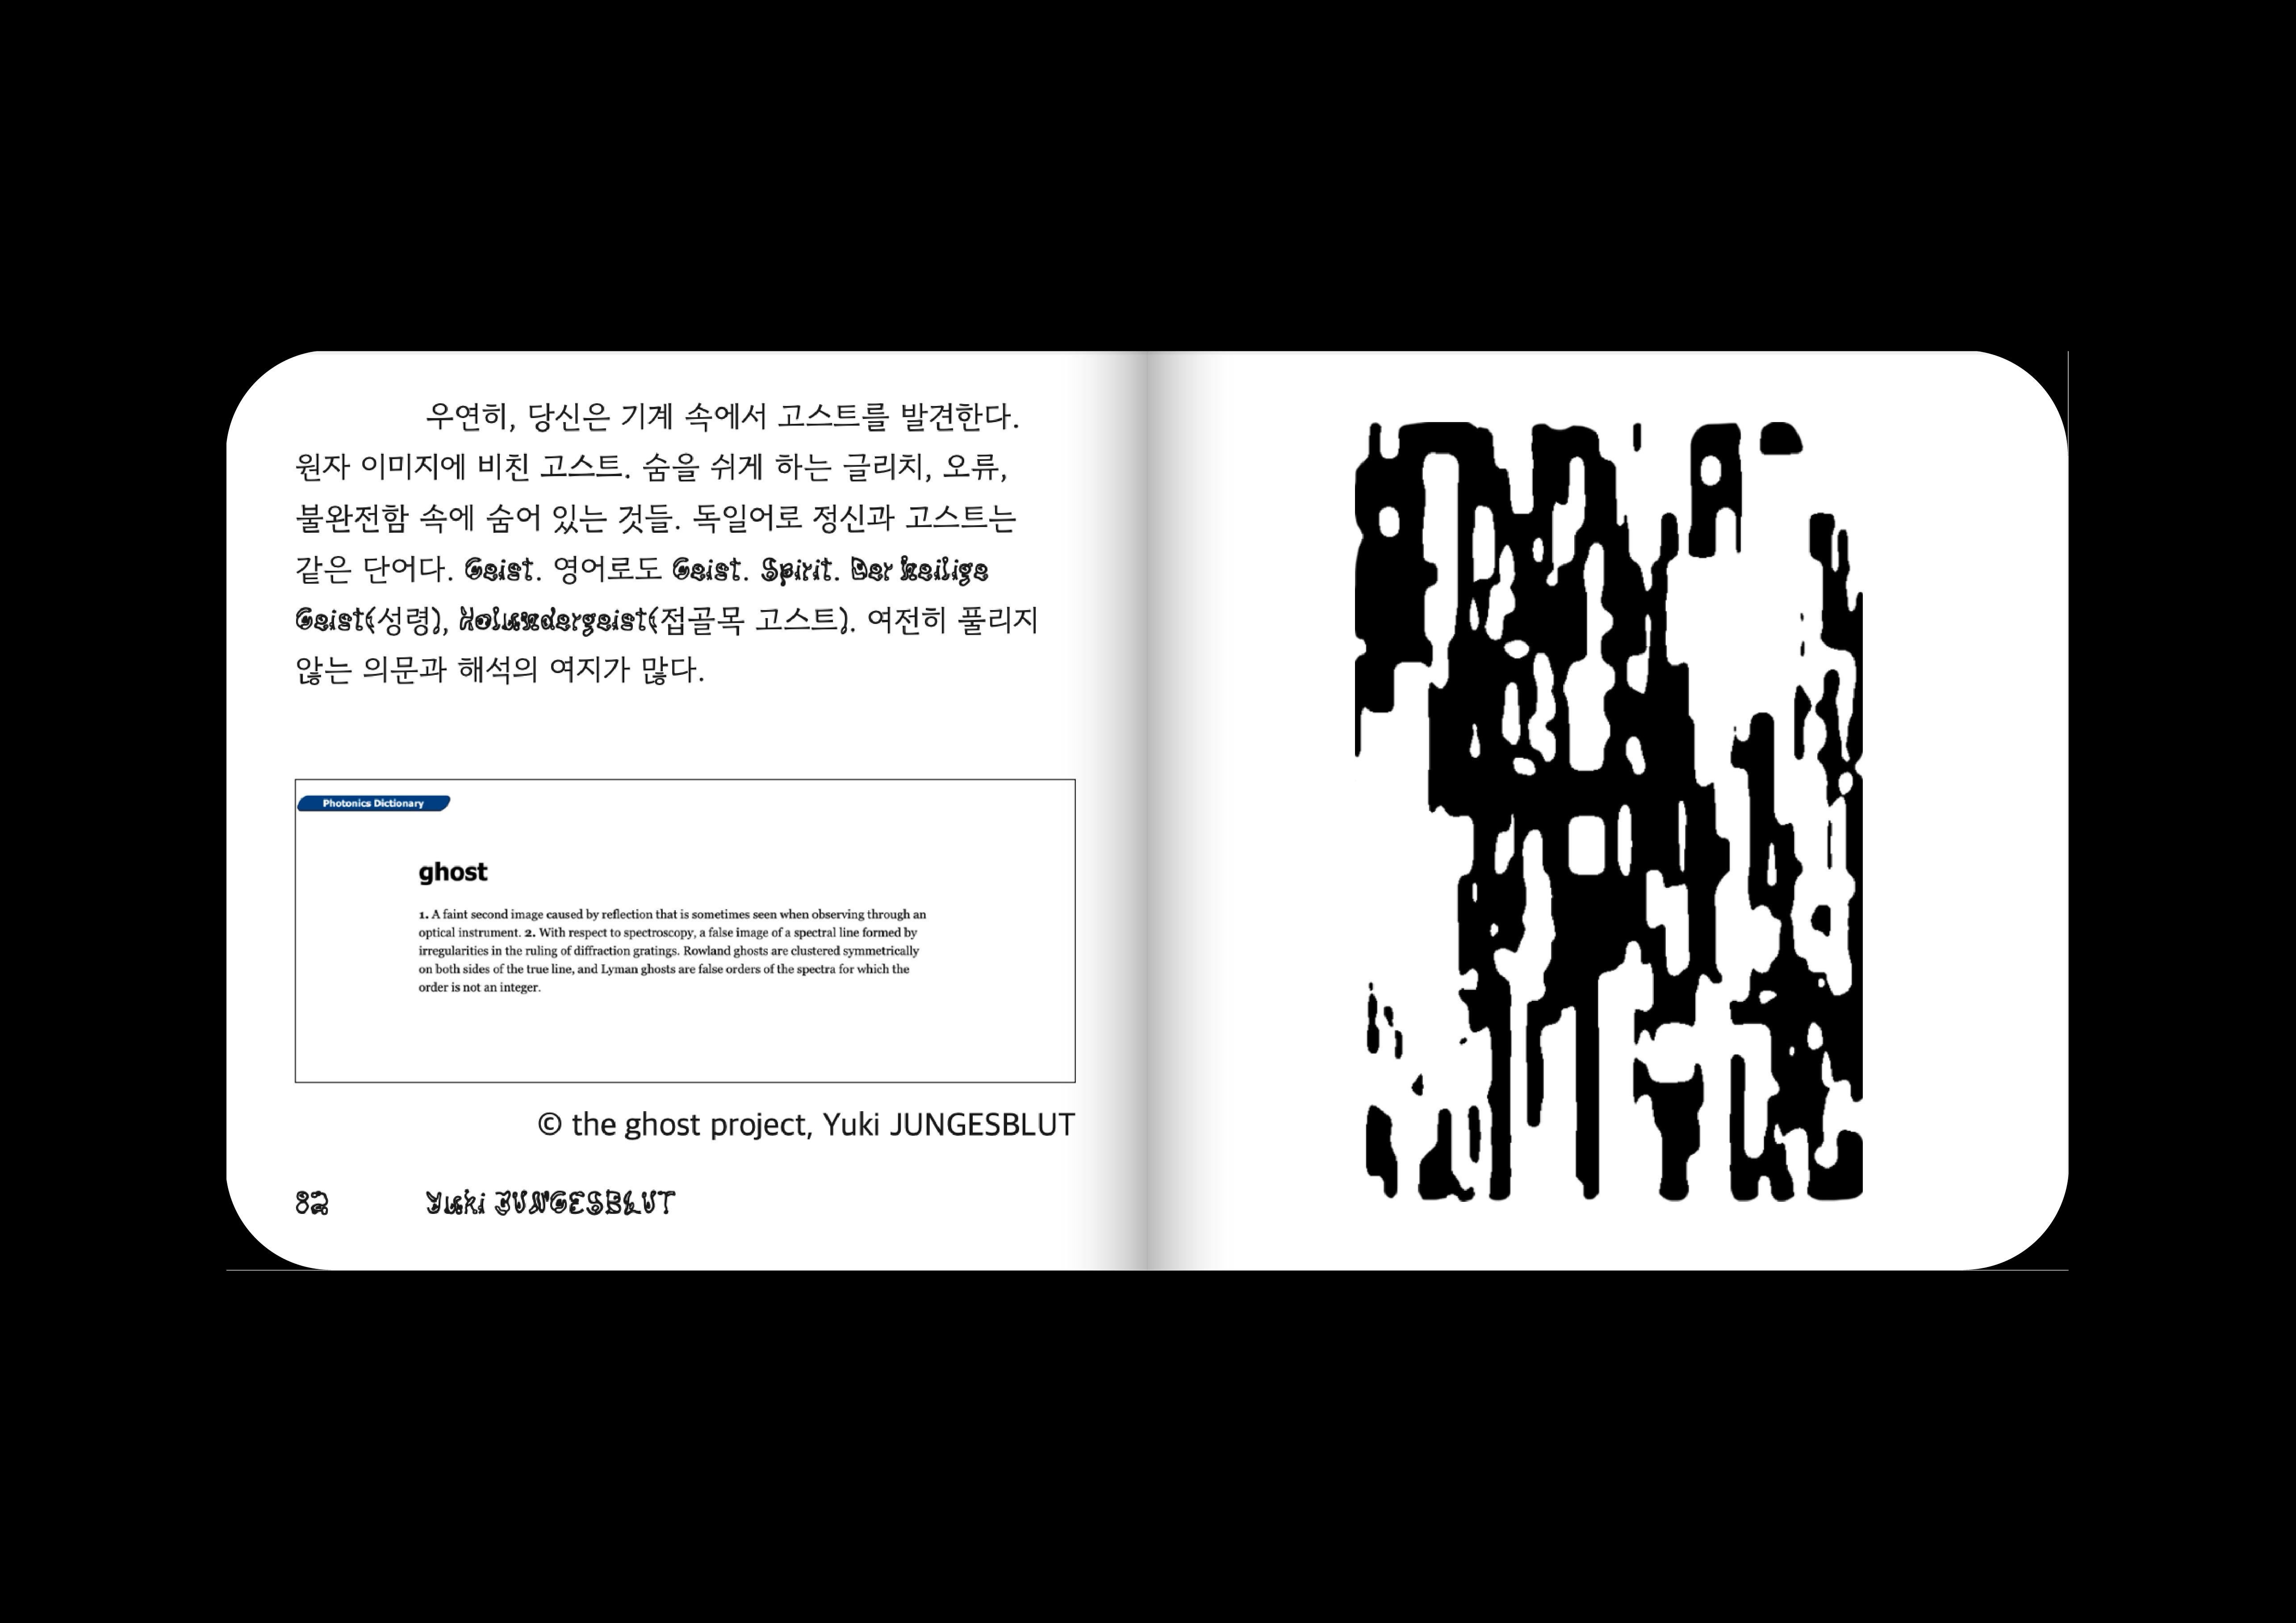 우연히, 당신은 기계 속에서 고스트를 발견한다.
원자 이미지에 비친 고스트. 숨을 쉬게 하는 글리치, 오류,
불완전함 속에 숨어 있는 것들. 독일어로 정신과 고스트는
같은 단어다. Geist. 영어로도 Geist. Spirit. Der heilige
Geist(성령), Holundergeist(접골목 고스트). 여전히 풀리지
않는 의문과 해석의 여지가 많다.
Photonics Dictionary
ghost
1. A faint second image caused by reflection that is sometimes seen when observing through an
optical instrument. 2. With respect to spectroscopy, a false image of a spectral line formed by
irregularities in the ruling of diffraction gratings. Rowland ghosts are clustered symmetrically
on both sides of the true line, and Lyman ghosts are false orders of the spectra for which the
order is not an integer.
© the ghost project, Yuki JUNGESBLUT
82 Yuki JUNGESBLUT